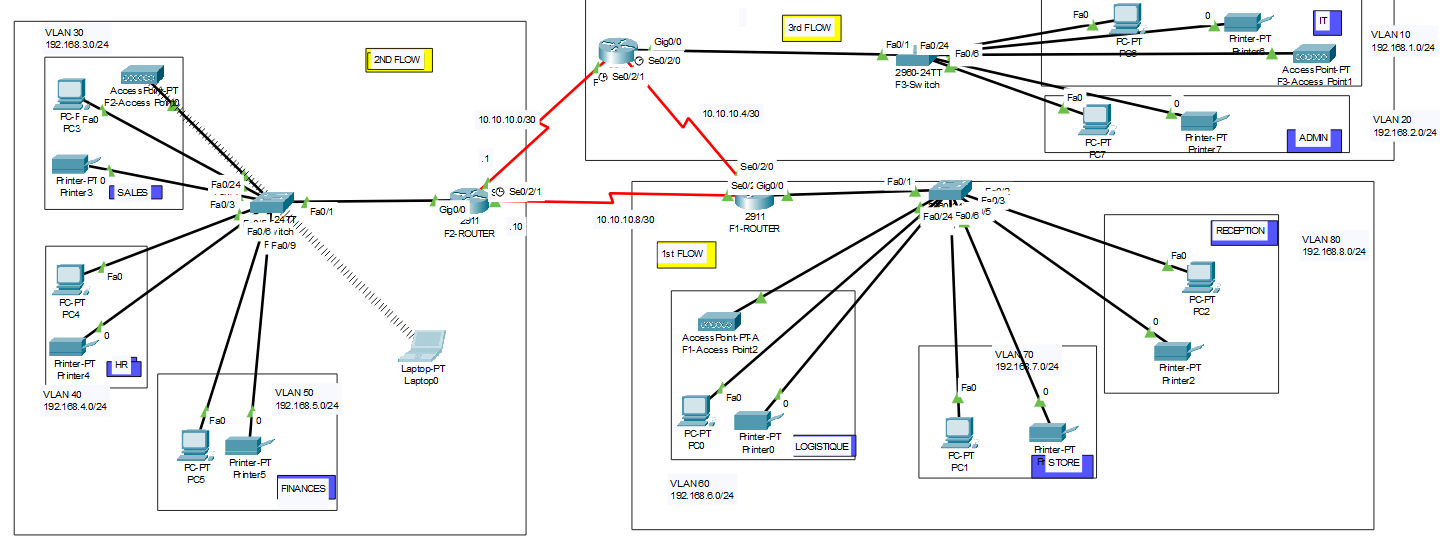 VLAN 30
192.168.3.0/24
2ND FLOW
AccessPoint-PT
F2-Access Point0
PC3
Fa0
Printer-PT
0
Printer3
SALES
Fa0/24
Fa0/3
Fa0/1
Fa0/6
Fa0/9
Fa0
PC-PT
PC4
0
Printer-PT
Printer4
HR
VLAN 40
192.168.4.0/24
VLAN 50
192.168.5.0/24
Fa0
0
PC-PT
PC5
Printer-PT
Printer5
FINANCES
Laptop-PT
Laptop0
Gig0/0
2911
F2-ROUTER
Se0/2/1
.1
.10
10.10.10.0/30
10.10.10.4/30
10.10.10.8/30
3rd FLOW
Gig0/0
Se0/2/0
Se0/2/1
Fa0/1
Fa0/24
Fa0/6
2960-24TT
F3-Switch
Fa0
PC-PT
0
Printer-PT
IT
AccessPoint-PT
F3-Access Point1
VLAN 10
192.168.1.0/24
Fa0
PC-PT
PC7
0
Printer-PT
Printer7
ADMIN
VLAN 20
192.168.2.0/24
Se0/2/0
Gig0/0
2911
F1-ROUTER
Fa0/1
Fa0/3
Fa0/24
Fa0/6
1st FLOW
AccessPoint-PT-A
F1-Access Point2
Fa0
PC-PT
PC0
0
Printer-PT
Printer0
LOGISTIQUE
VLAN 60
192.168.6.0/24
VLAN 70
192.168.7.0/24
Fa0
PC-PT
PC1
0
Printer-PT
STORE
RECEPTION
Fa0
PC-PT
PC2
0
Printer-PT
Printer2
VLAN 80
192.168.8.0/24